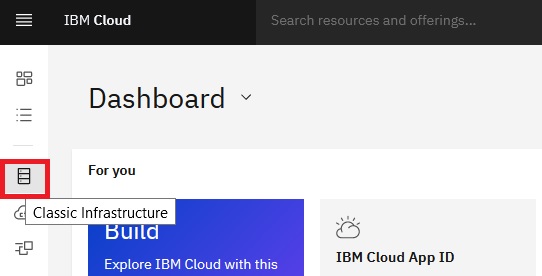 IBM Cloud
Search resources and offerings...
Dashboard
For you
Classic Infrastructure
Build
Explore IBM Cloud with this
IBM Cloud App ID